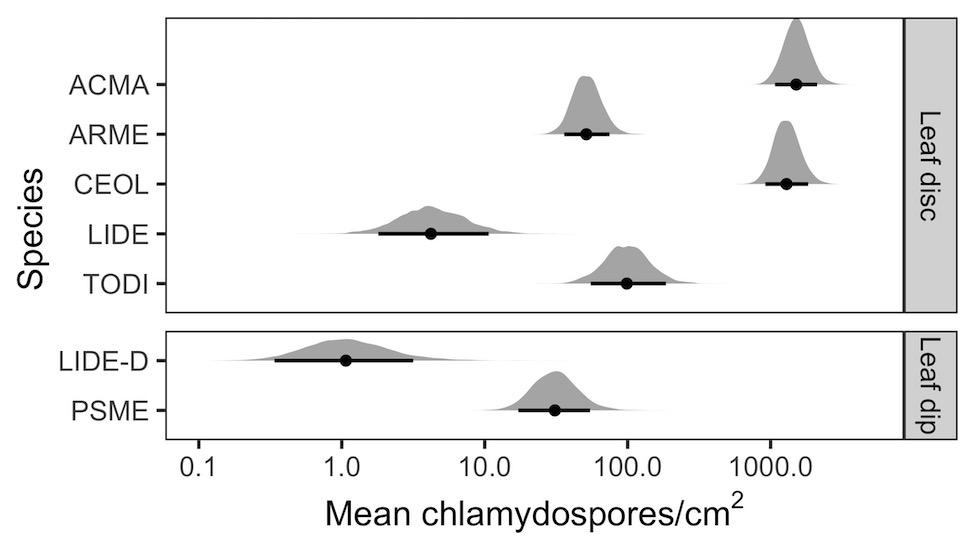 Species
ACMA
ARME
CEOL
LIDE
TODI
Leaf disc
LIDE-D
PSME
Leaf dip
0.1 1.0 10.0 100.0 1000.0
Mean chlamydospores/cm²